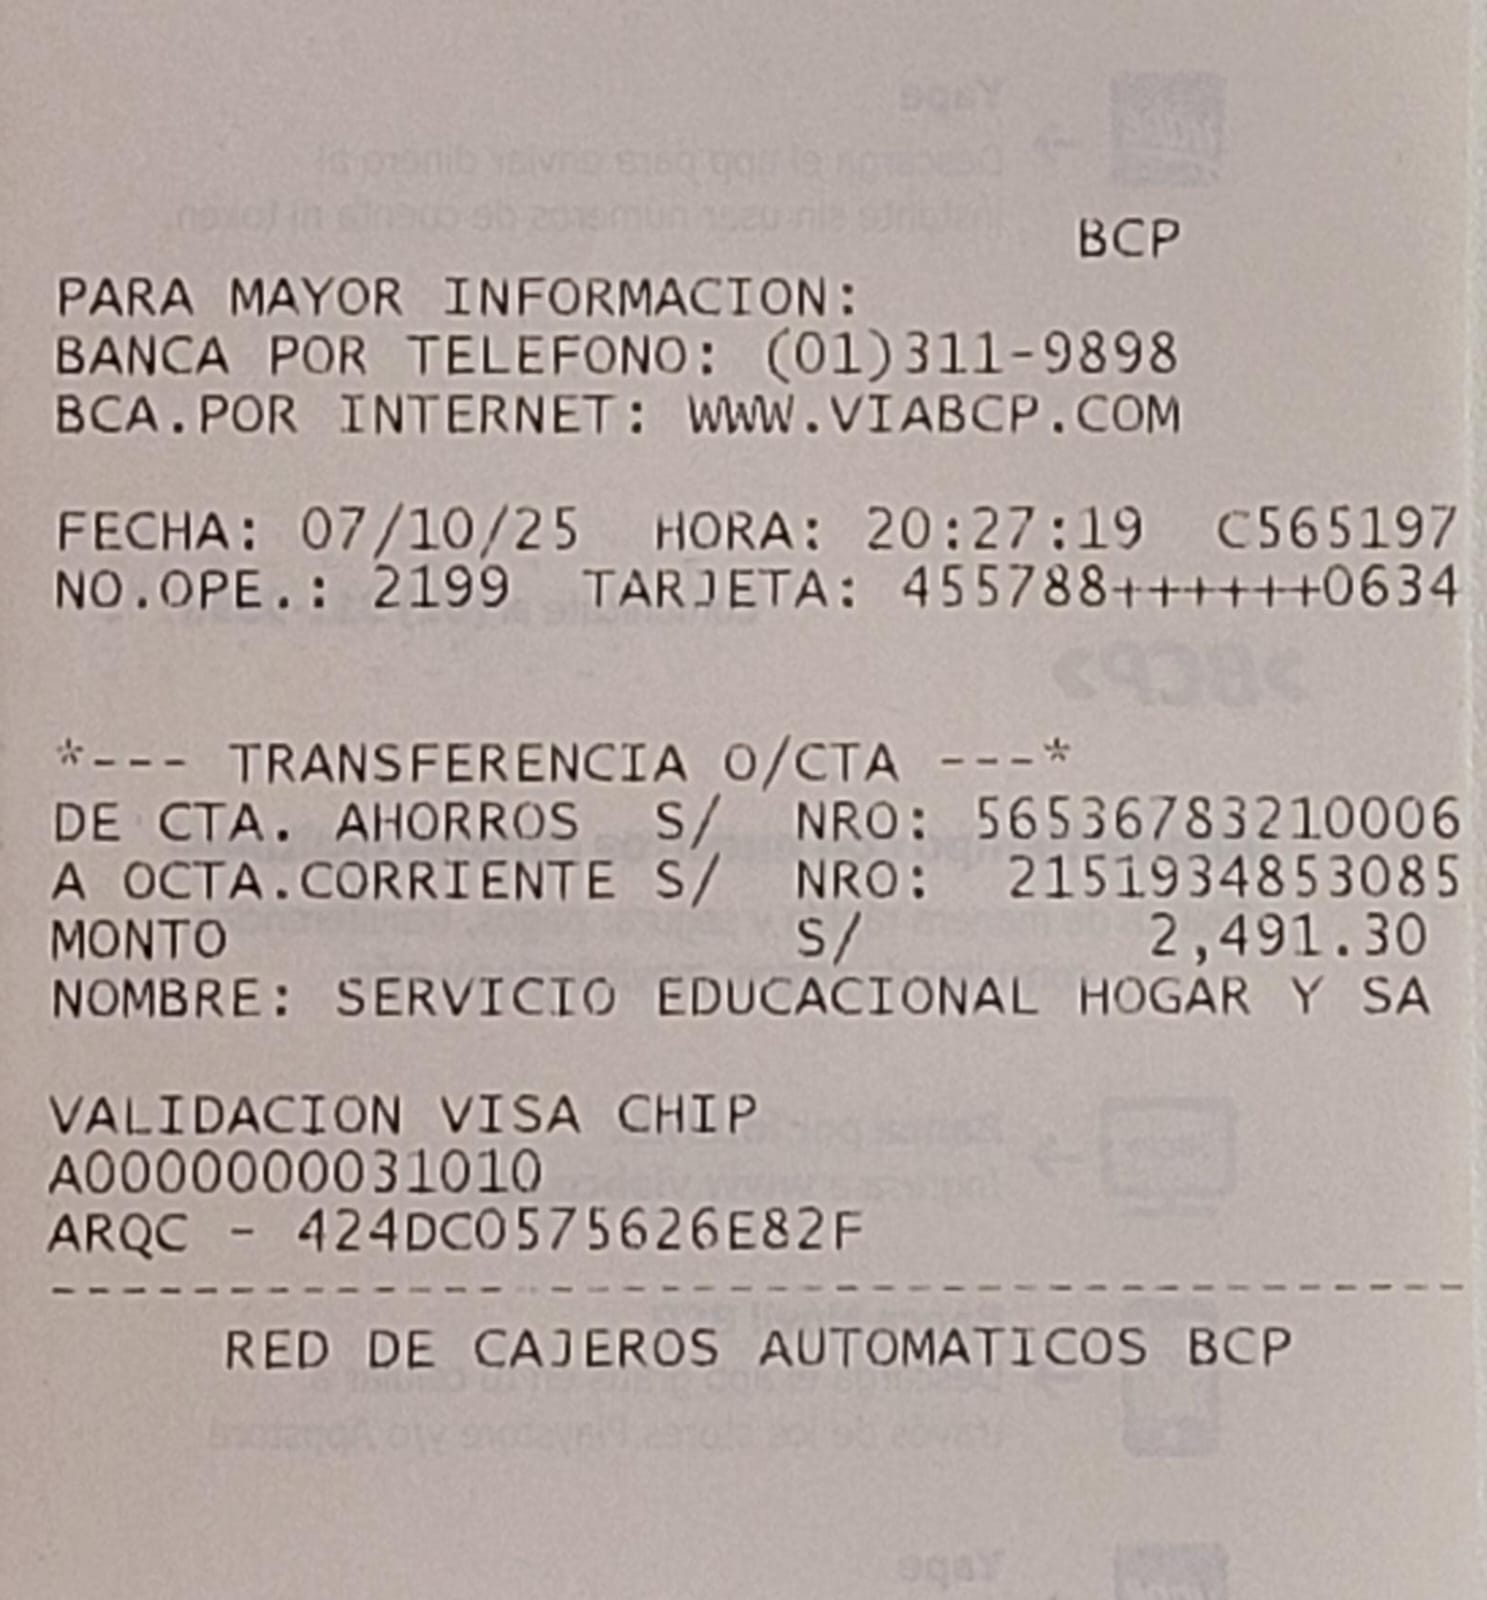 BCP
PARA MAYOR INFORMACION:
BANCA POR TELEFONO: (01)311-9898
BCA.POR INTERNET: WWW.VIABCP.COM
FECHA: 07/10/25 HORA: 20:27:19 C565197
NO.OPE.: 2199 TARJETA: 455788++++++0634
*--- TRANSFERENCIA O/CTA ---*
DE CTA. AHORROS S/ NRO: 56536783210006
A OCTA.CORRIENTE S/ NRO: 2151934853085
MONTO S/ 2,491.30
NOMBRE: SERVICIO EDUCACIONAL HOGAR Y SA
VALIDACION VISA CHIP
A0000000031010
ARQC - 424DC0575626E82F
----------------------------------------
RED DE CAJEROS AUTOMATICOS BCP